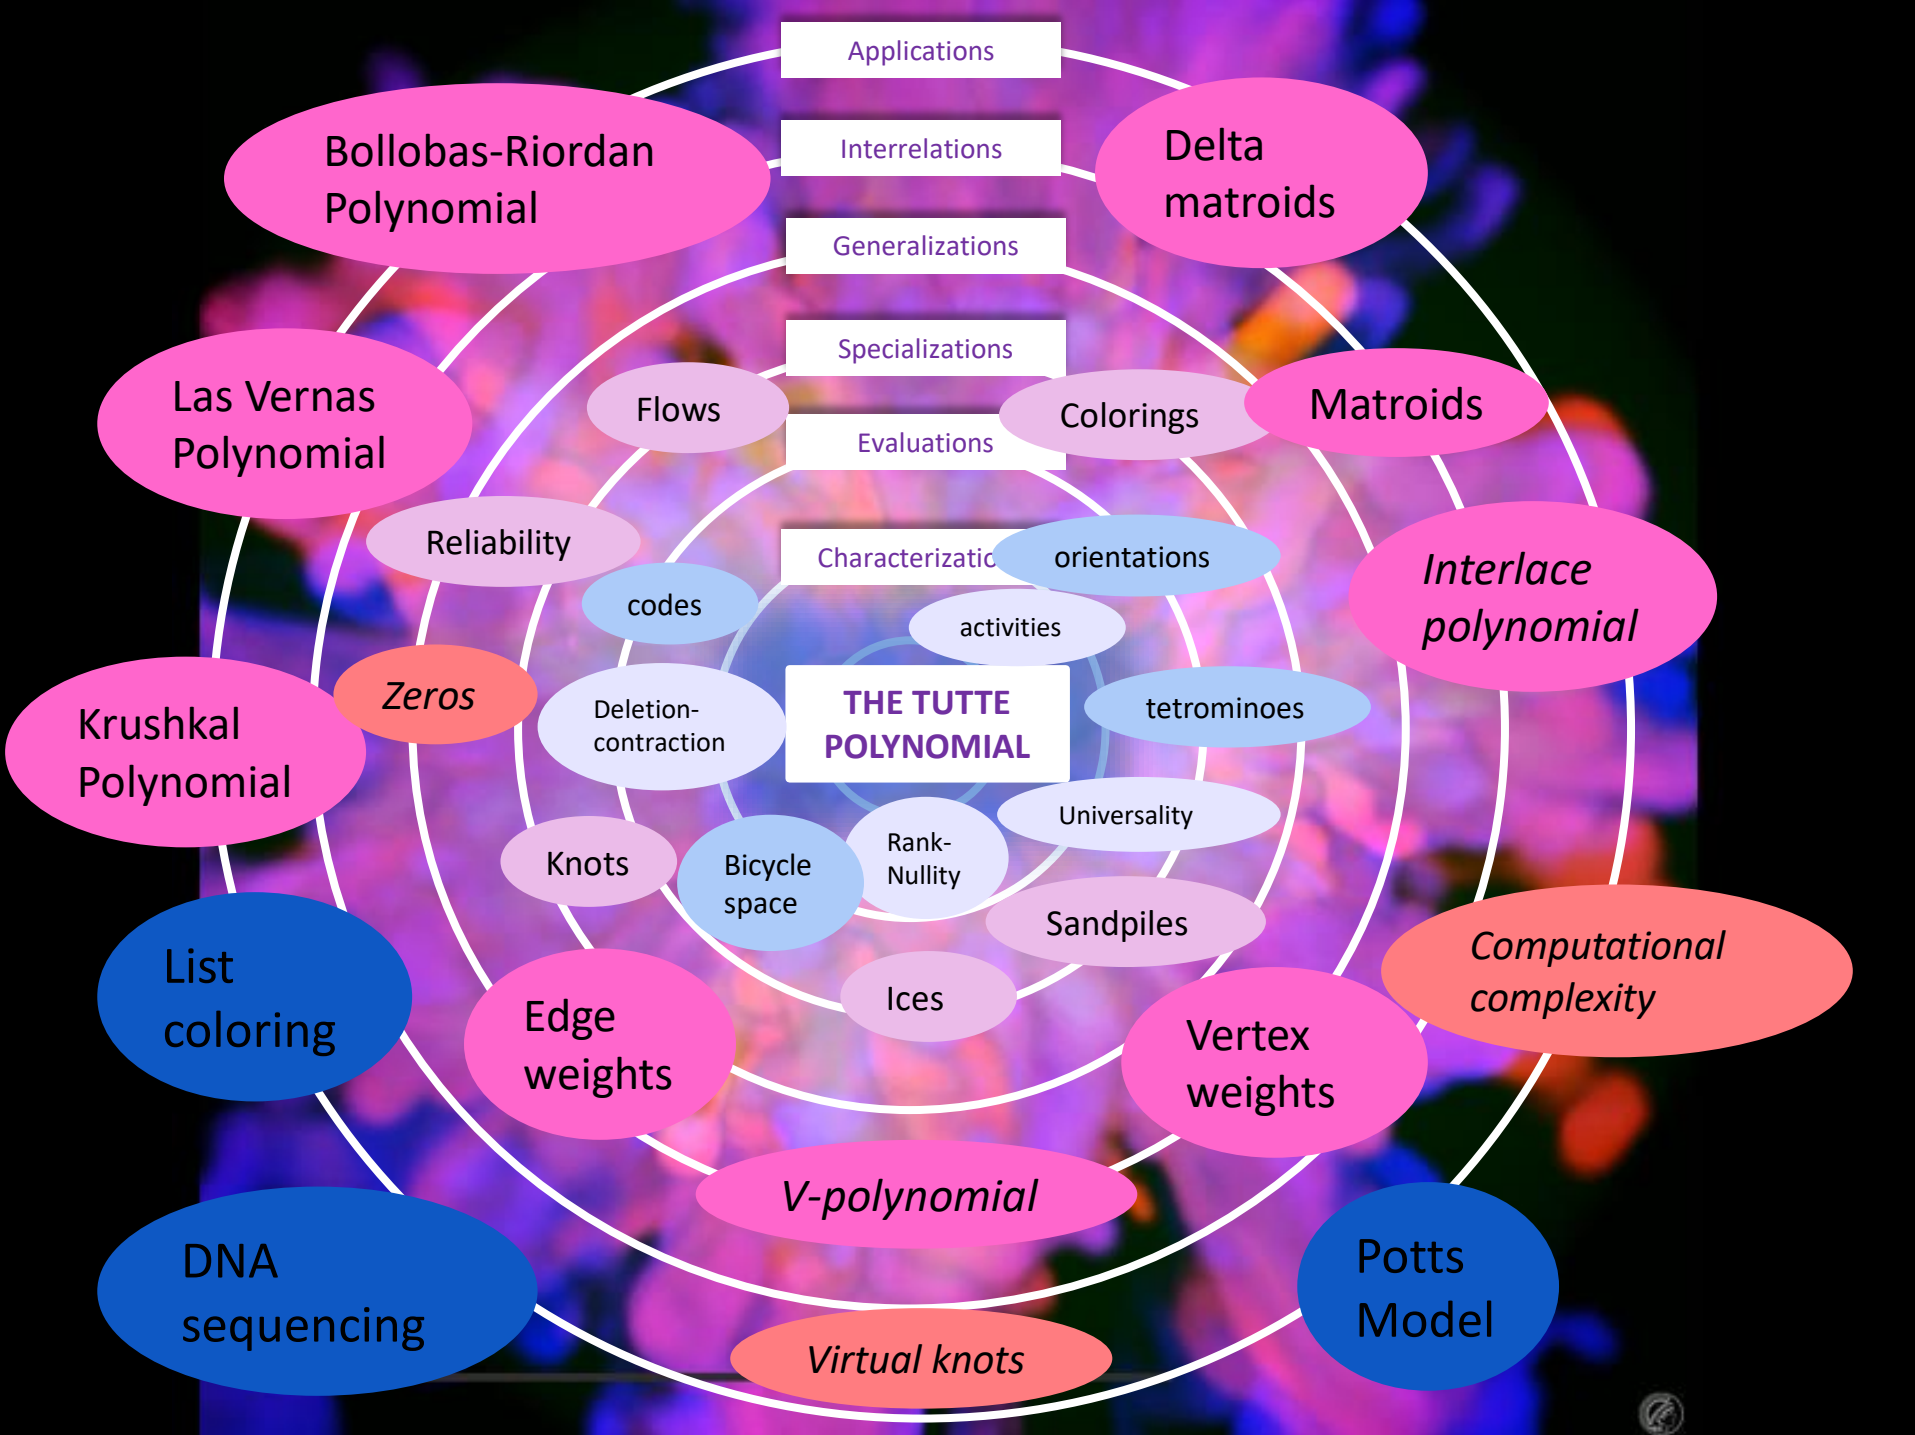 Applications
Interrelations
Generalizations
Specializations
Evaluations
Characterizatio
THE TUTTE
POLYNOMIAL
Bollobas-Riordan
Polynomial
Delta
matroids
Las Vernas
Polynomial
Flows
Colorings
Matroids
Reliability
codes
orientations
activities
Interlace
polynomial
Krushkal
Polynomial
Zeros
Deletion-
contraction
tetrominoes
Universality
Knots
Bicycle
space
Rank-
Nullity
Sandpiles
List
coloring
Edge
weights
Ices
Vertex
weights
Computational
complexity
V-polynomial
DNA
sequencing
Virtual knots
Potts
Model